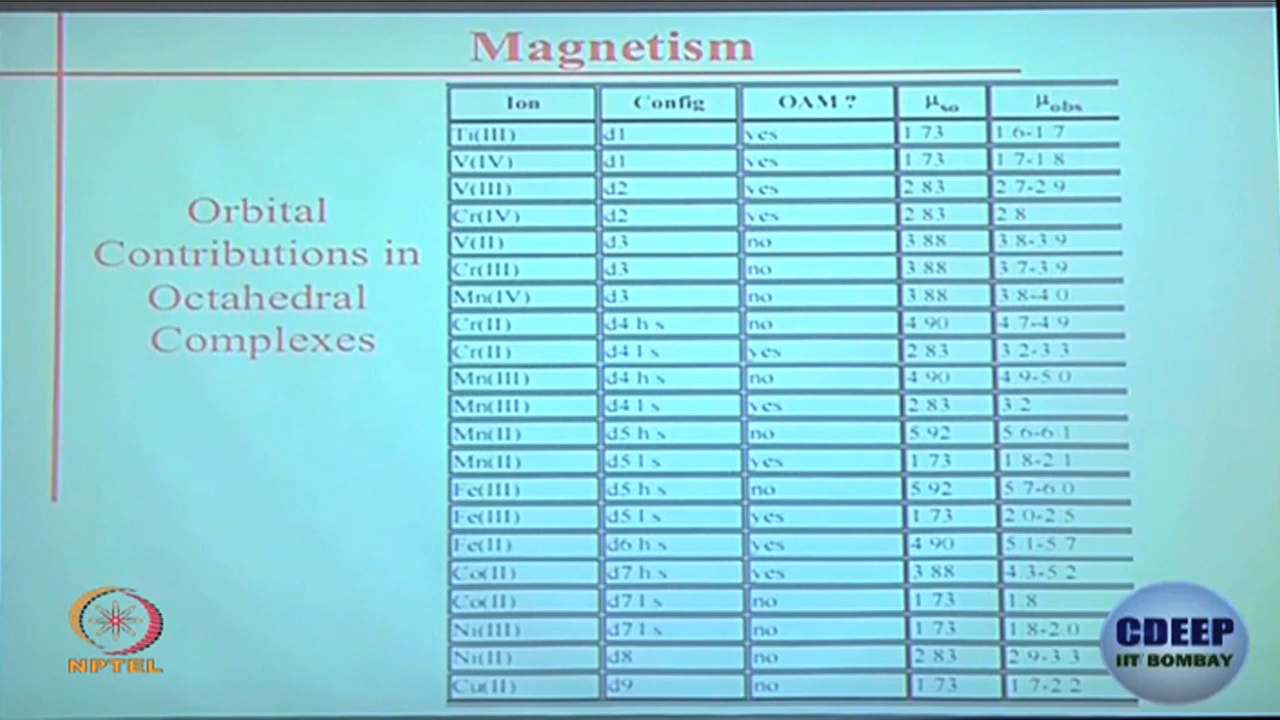 Magnetism
Orbital
Contributions in
Octahedral
Complexes
Ion Config OAM ? μso μobs
Ti(III) d1 yes 1 73 1 6-1 7
V(IV) d1 yes 1 73 1 7-1 8
V(III) d2 yes 2 83 2 7-2 9
Cr(IV) d2 yes 2 83 2 8
V(II) d3 no 3 88 3 8-3 9
Cr(III) d3 no 3 88 3 7-3 9
Mn(IV) d3 no 3 88 3 8-4 0
Cr(II) d4 h s no 4 90 4 7-4 9
Cr(II) d4 l s yes 2 83 3 2-3 3
Mn(III) d4 h s no 4 90 4 9-5 0
Mn(III) d4 l s yes 2 83 3 2
Mn(II) d5 h s no 5 92 5 6-6 1
Mn(II) d5 l s yes 1 73 1 8-2 1
Fe(III) d5 h s no 5 92 5 7-6 0
Fe(III) d5 l s yes 1 73 2 0-2 5
Fe(II) d6 h s yes 4 90 5 1-5 7
Co(II) d7 h s yes 3 88 4 3-5 2
Co(II) d7 l s no 1 73 1 8
Ni(III) d7 l s no 1 73 1 8-2 0
Ni(II) d8 no 2 83 2 9-3 3
Cu(II) d9 no 1 73 1 7-2 2
NPTEL
CDEEP
IIT BOMBAY